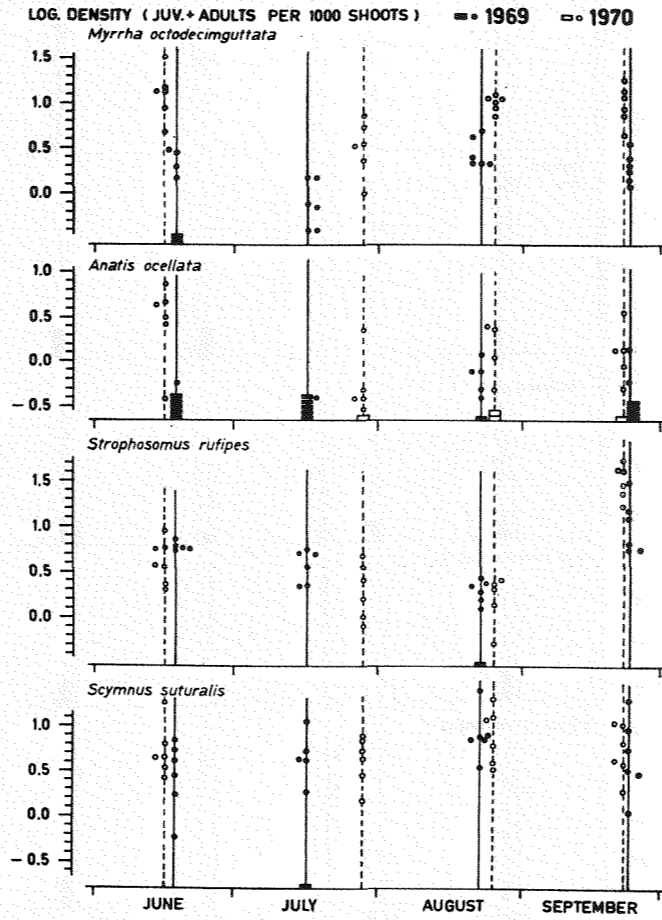 LOG. DENSITY (JUV.+ ADULTS PER 1000 SHOOTS) 1969 1970
Myrrha octodecimguttata
1.5
1.0
0.5
0.0
Anatis ocellata
1.0
0.5
0.0
-0.5
Strophosomus rufipes
1.5
1.0
0.5
0.0
Scymnus suturalis
1.0
0.5
0.0
-0.5
JUNE JULY AUGUST SEPTEMBER